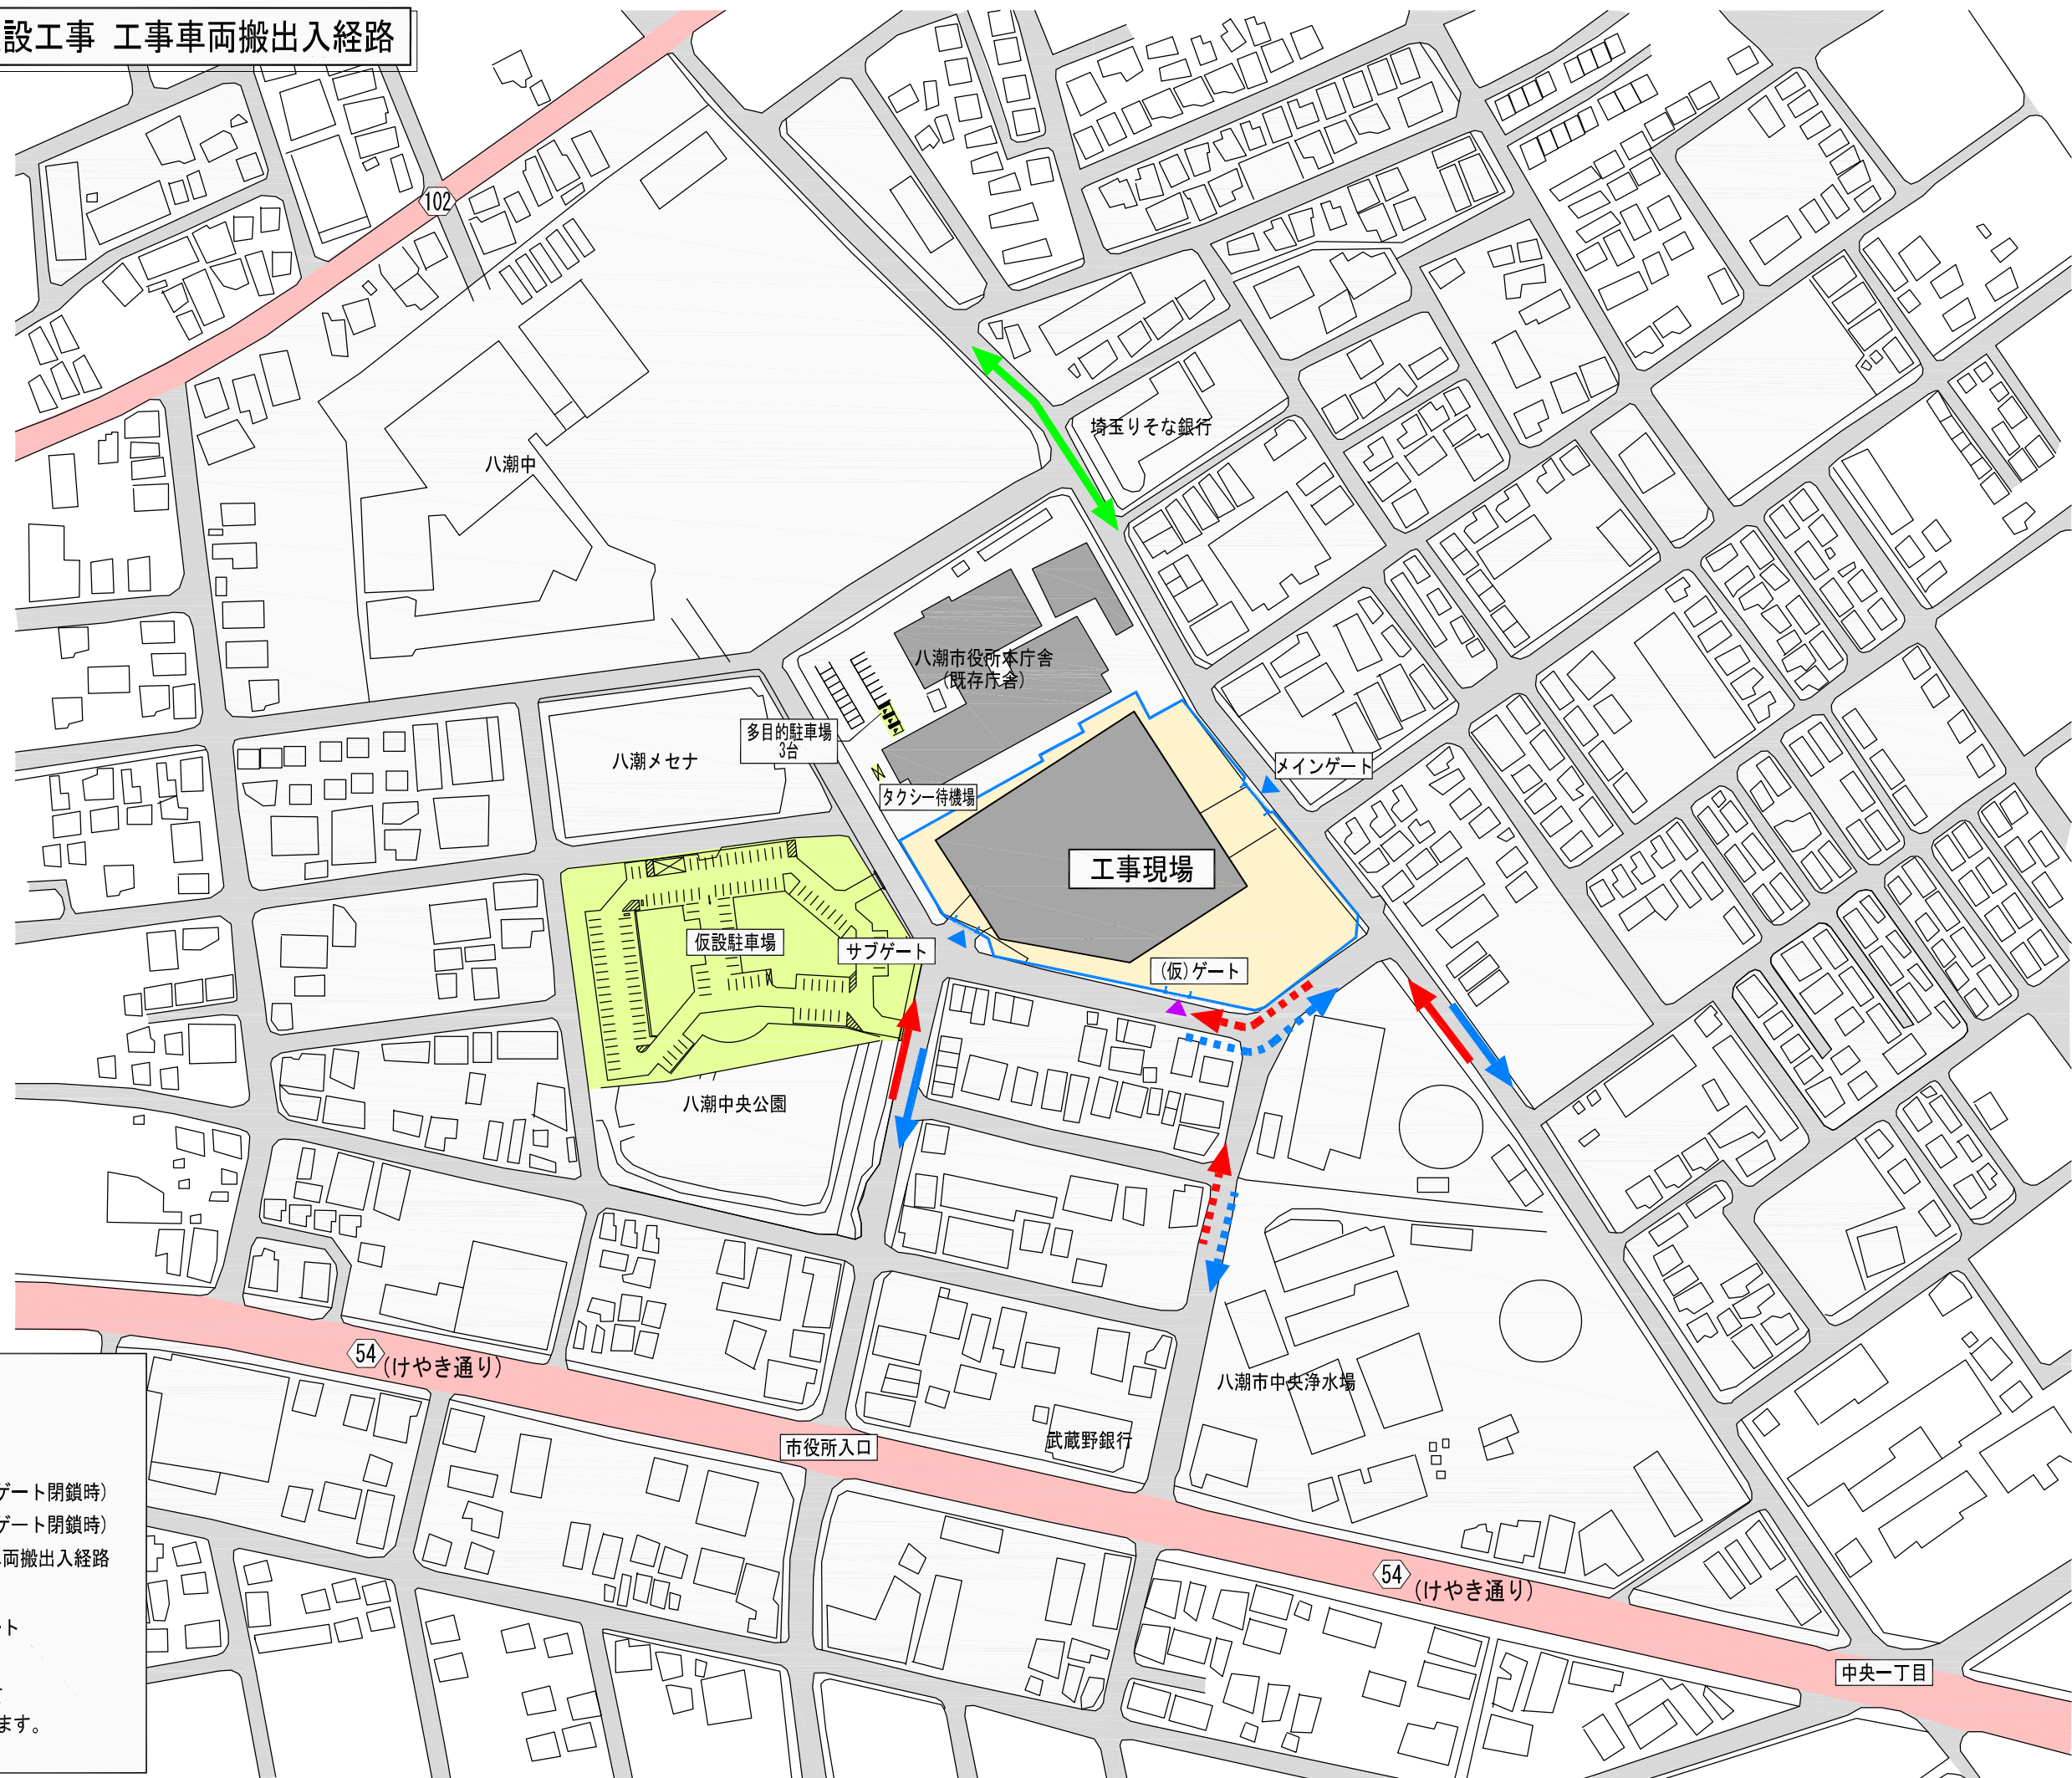 設工事 工事車両搬出入経路
102
埼玉りそな銀行
八潮中
八潮市役所本庁舎
(既存庁舎)
多目的駐車場
3台
八潮メセナ
メインゲート
タクシー待機場
工事現場
仮設駐車場
サブゲート
(仮)ゲート
八潮中央公園
54
(けやき通り)
八潮市中央浄水場
武蔵野銀行
市役所入口
ゲート閉鎖時)
ゲート閉鎖時)
両搬出入経路
54
(けやき通り)
ート
中央一丁目
ます。